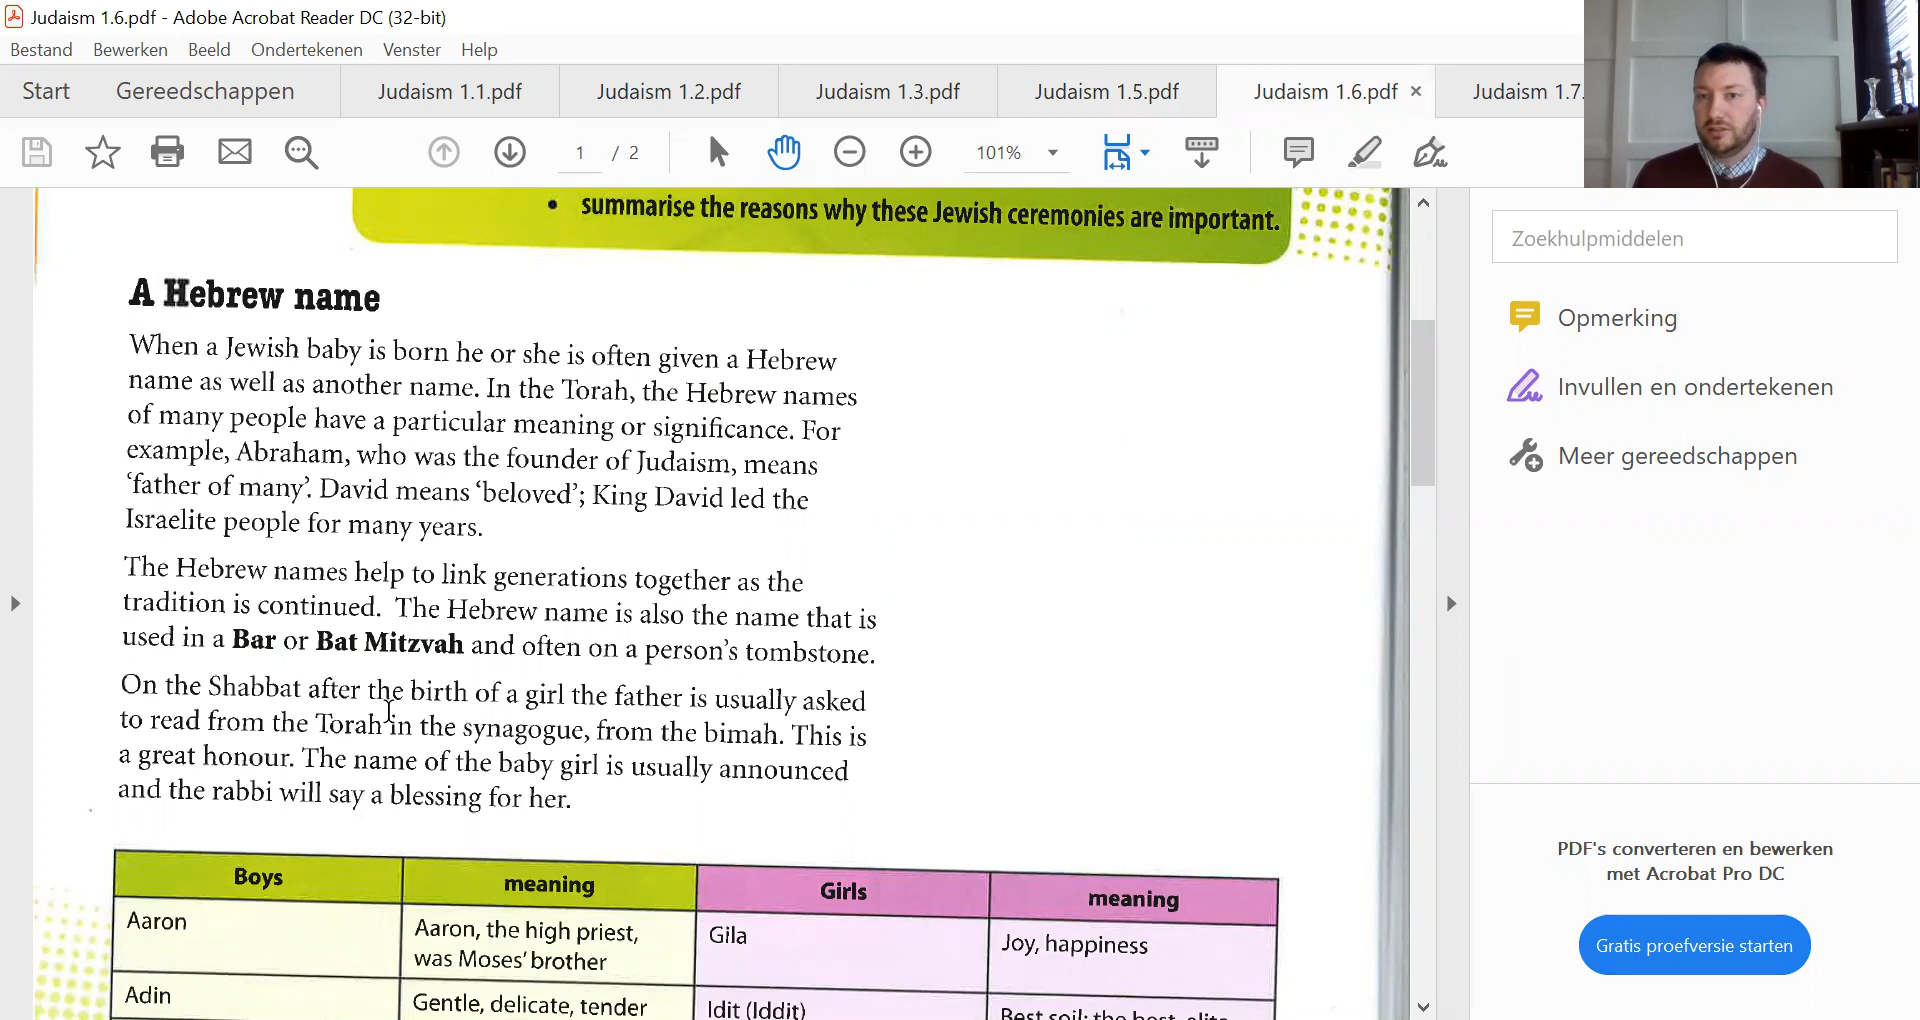 Judaism 1.6.pdf - Adobe Acrobat Reader DC (32-bit)
Bestand Bewerken Beeld Ondertekenen Venster Help
Start Gereedschappen Judaism 1.1.pdf Judaism 1.2.pdf Judaism 1.3.pdf Judaism 1.5.pdf Judaism 1.6.pdf × Judaism 1.7.
1 / 2 101%
• summarise the reasons why these Jewish ceremonies are important.
A Hebrew name
When a Jewish baby is born he or she is often given a Hebrew
name as well as another name. In the Torah, the Hebrew names
of many people have a particular meaning or significance. For
example, Abraham, who was the founder of Judaism, means
‘father of many’. David means ‘beloved’; King David led the
Israelite people for many years.
The Hebrew names help to link generations together as the
tradition is continued. The Hebrew name is also the name that is
used in a Bar or Bat Mitzvah and often on a person’s tombstone.
On the Shabbat after the birth of a girl the father is usually asked
to read from the Torah in the synagogue, from the bimah. This is
a great honour. The name of the baby girl is usually announced
and the rabbi will say a blessing for her.
Boys meaning Girls meaning
Aaron
Aaron, the high priest,
was Moses’ brother
Gila
Joy, happiness
Adin
Gentle, delicate, tender
Idit (Iddit)
Best soil; the best, elite
Zoekhulpmiddelen
Opmerking
Invullen en ondertekenen
Meer gereedschappen
PDF's converteren en bewerken
met Acrobat Pro DC
Gratis proefversie starten